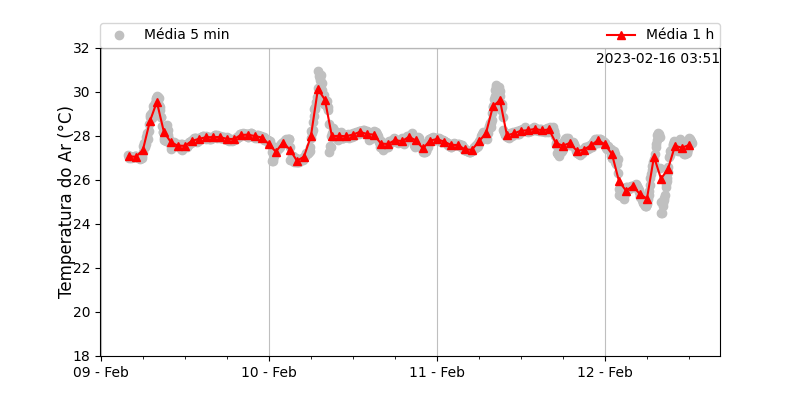 Média 5 min
Média 1 h
2023-02-16 03:51
Temperatura do Ar (°C)
32
30
28
26
24
22
20
18
09 - Feb
10 - Feb
11 - Feb
12 - Feb